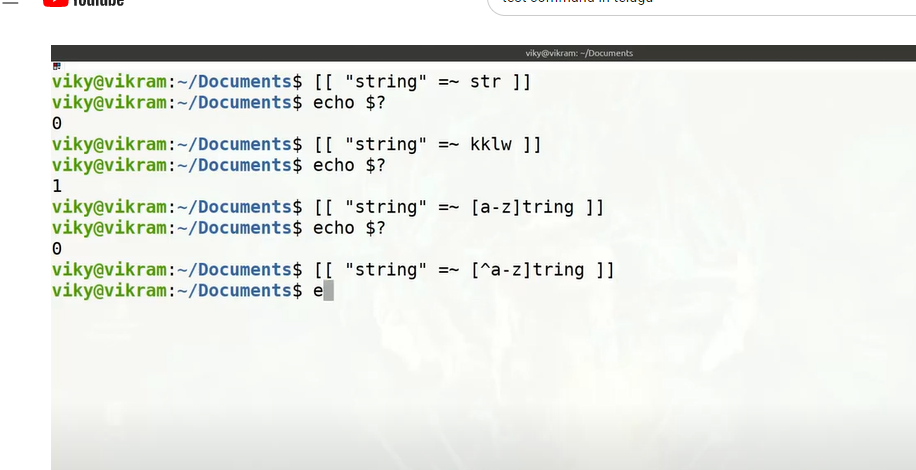 YouTube
test command in telugu
viky@vikram: ~/Documents
viky@vikram:~/Documents$ [[ "string" =~ str ]]
viky@vikram:~/Documents$ echo $?
0
viky@vikram:~/Documents$ [[ "string" =~ kklw ]]
viky@vikram:~/Documents$ echo $?
1
viky@vikram:~/Documents$ [[ "string" =~ [a-z]tring ]]
viky@vikram:~/Documents$ echo $?
0
viky@vikram:~/Documents$ [[ "string" =~ [^a-z]tring ]]
viky@vikram:~/Documents$ e